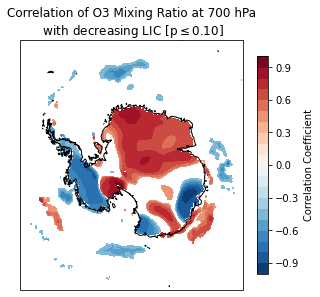 Correlation of O3 Mixing Ratio at 700 hPa
with decreasing LIC [p ≤ 0.10]
0.9
0.6
0.3
0.0
−0.3
−0.6
−0.9
Correlation Coefficient